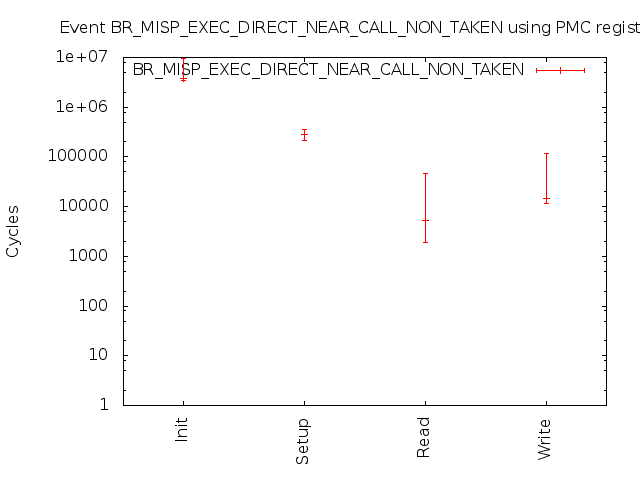 Event BR_MISP_EXEC_DIRECT_NEAR_CALL_NON_TAKEN using PMC regist
1e+07
BR_MISP_EXEC_DIRECT_NEAR_CALL_NON_TAKEN
1e+06
100000
10000
1000
100
10
1
Cycles
Init
Setup
Read
Write